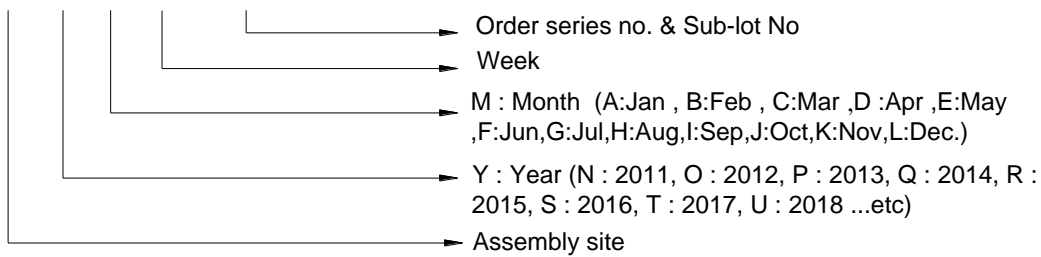 Order series no. & Sub-lot No
Week
M : Month  (A:Jan , B:Feb , C:Mar ,D :Apr ,E:May
,F:Jun,G:Jul,H:Aug,I:Sep,J:Oct,K:Nov,L:Dec.)
Y : Year (N : 2011, O : 2012, P : 2013, Q : 2014, R :
2015, S : 2016, T : 2017, U : 2018 ...etc)
Assembly site